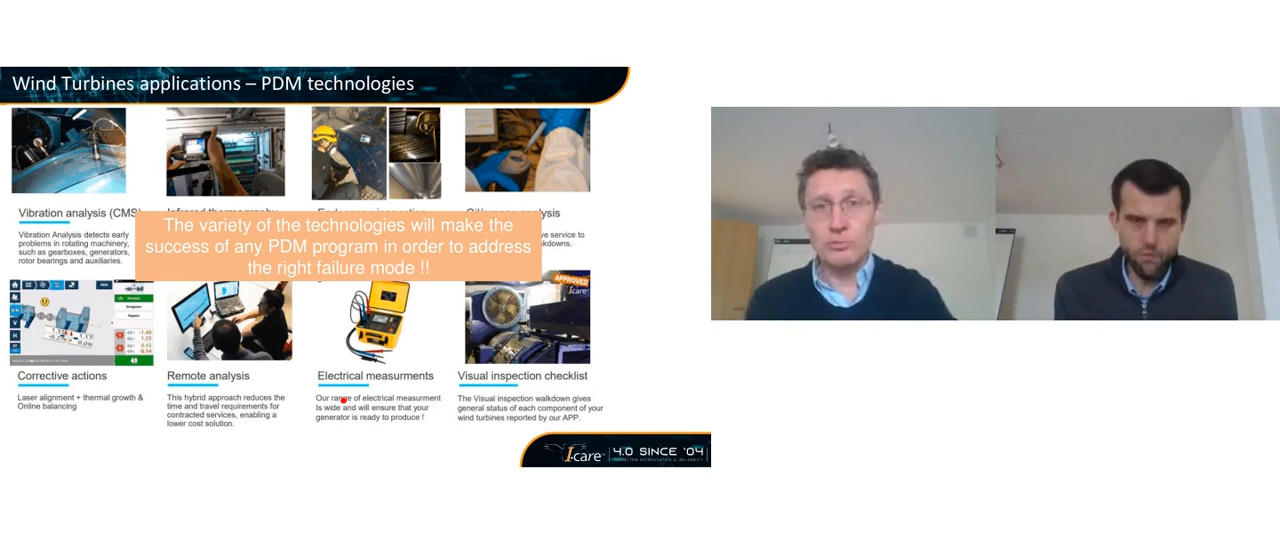 Wind Turbines applications – PDM technologies
Vibration analysis (CMS)
Vibration Analysis detects early
problems in rotating machinery,
such as gearboxes, generators,
rotor bearings and auxiliaries.
The variety of the technologies will make the
success of any PDM program in order to address
the right failure mode !!
service to
APPROVED
Icare
Corrective actions
Laser alignment + thermal growth &
Online balancing
Remote analysis
This hybrid approach reduces the
time and travel requirements for
contracted services, enabling a
lower cost solution.
Electrical measurments
Our range of electrical measurment
Is wide and will ensure that your
generator is ready to produce !
Visual inspection checklist
The Visual inspection walkdown gives
general status of each component of your
wind turbines reported by our APP.
I-care
4.0 SINCE '04